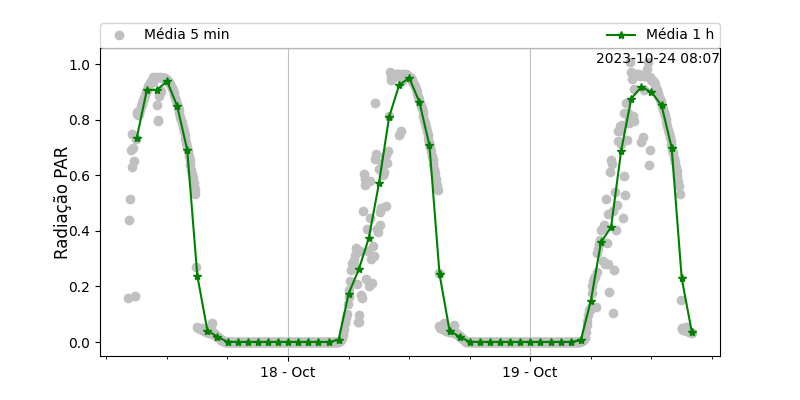 Média 5 min
Média 1 h
2023-10-24 08:07
Radiação PAR
1.0
0.8
0.6
0.4
0.2
0.0
18 - Oct
19 - Oct